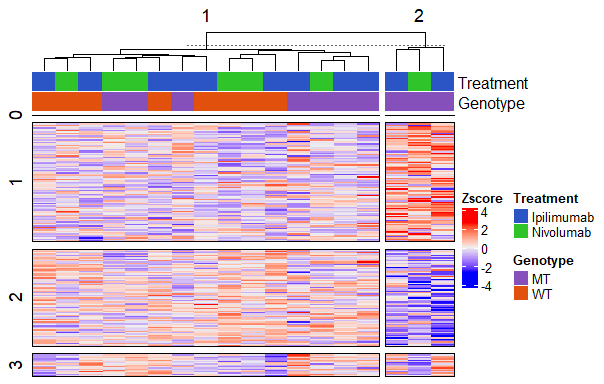 1 2
Treatment
Genotype
0
1
2
3
Zscore
4
2
0
-2
-4
Treatment
Ipilimumab
Nivolumab
Genotype
MT
WT